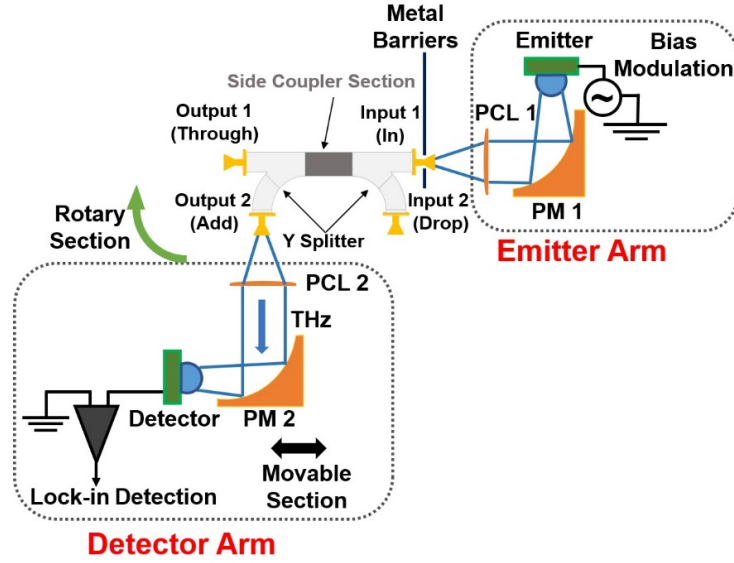 Metal
Barriers
Emitter
Bias
Modulation
~
Side Coupler Section
Output 1
(Through)
Input 1
(In)
PCL 1
PM 1
Emitter Arm
Output 2
(Add)
Y Splitter
Input 2
(Drop)
Rotary
Section
PCL 2
THz
PM 2
Detector
Movable
Section
Lock-in Detection
Detector Arm